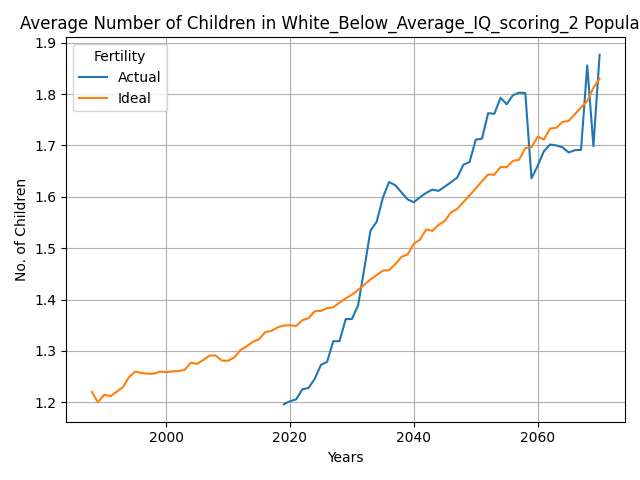 Average Number of Children in White_Below_Average_IQ_scoring_2 Popula
1.9
1.8
1.7
1.6
1.5
1.4
1.3
1.2
No. of Children
Fertility
Actual
Ideal
2000
2020
2040
2060
Years